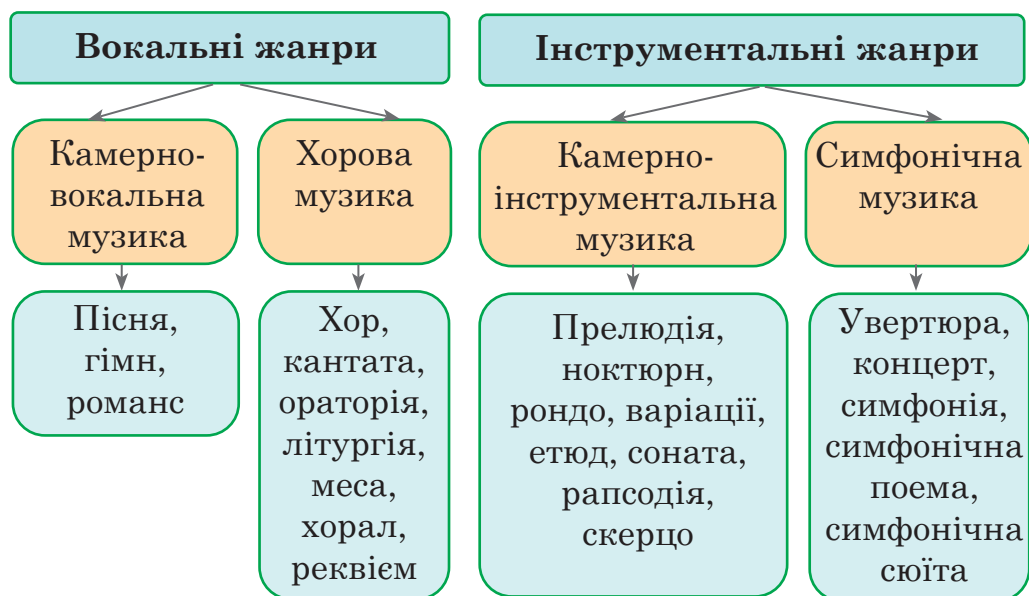 Вокальні жанри
Камерно-
вокальна
музика
Хорова
музика
Пісня,
гімн,
романс
Хор,
кантата,
ораторія,
літургія,
меса,
хорал,
реквієм
Інструментальні жанри
Камерно-
інструментальна
музика
Симфонічна
музика
Прелюдія,
ноктюрн,
рондо, варіації,
етюд, соната,
рапсодія,
скерцо
Увертюра,
концерт,
симфонія,
симфонічна
поема,
симфонічна
сюїта